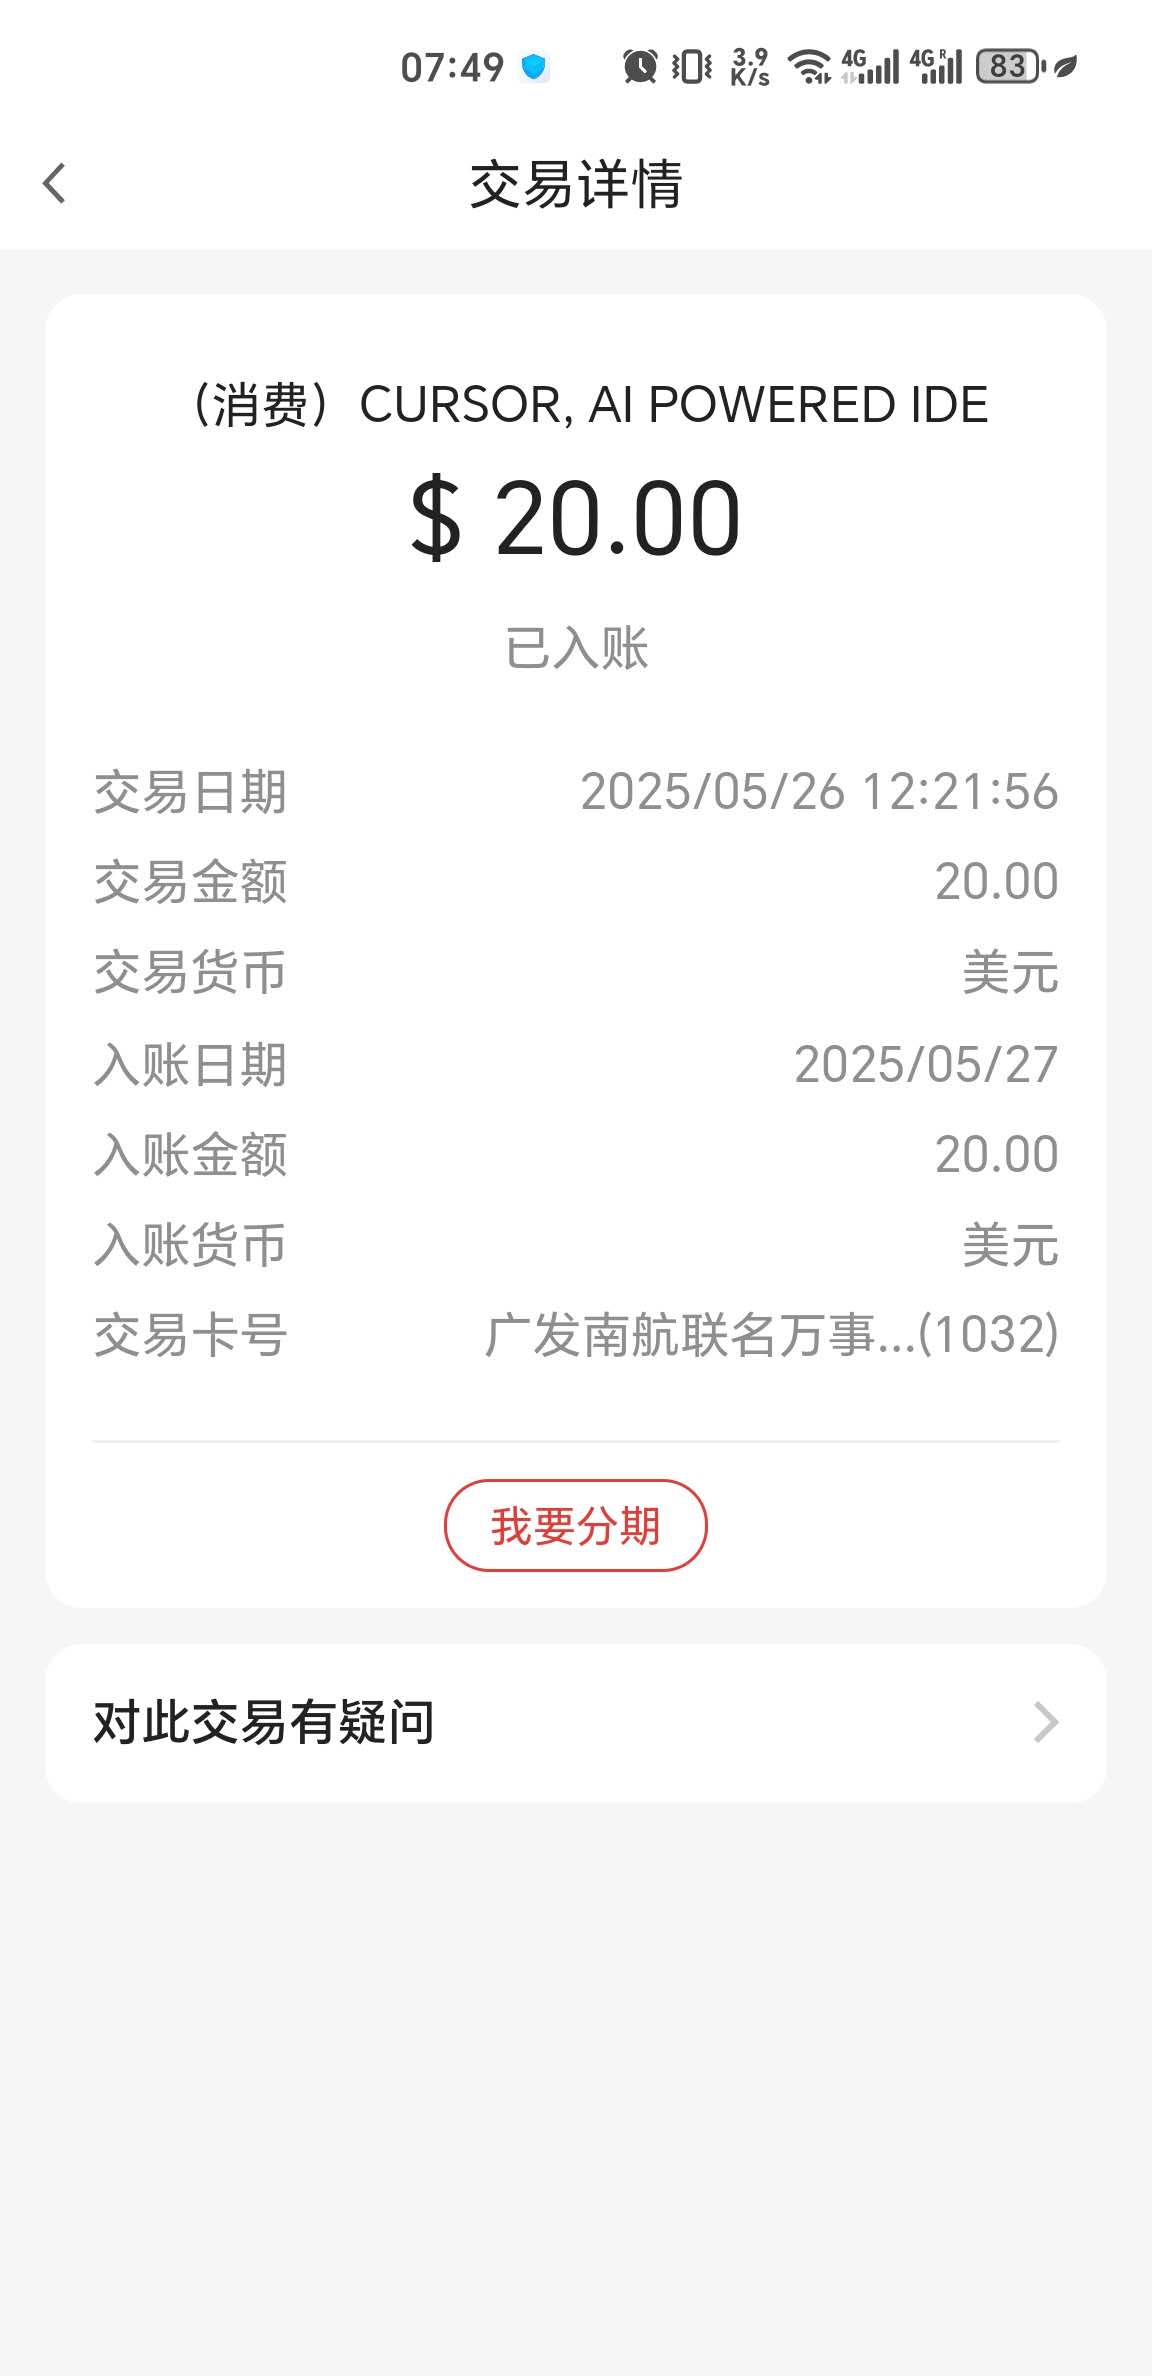 07:49 3.9 K/s 4G 4G R 83
交易详情
（消费）CURSOR, AI POWERED IDE
$ 20.00
已入账
交易日期 2025/05/26 12:21:56
交易金额 20.00
交易货币 美元
入账日期 2025/05/27
入账金额 20.00
入账货币 美元
交易卡号 广发南航联名万事...(1032)
我要分期
对此交易有疑问